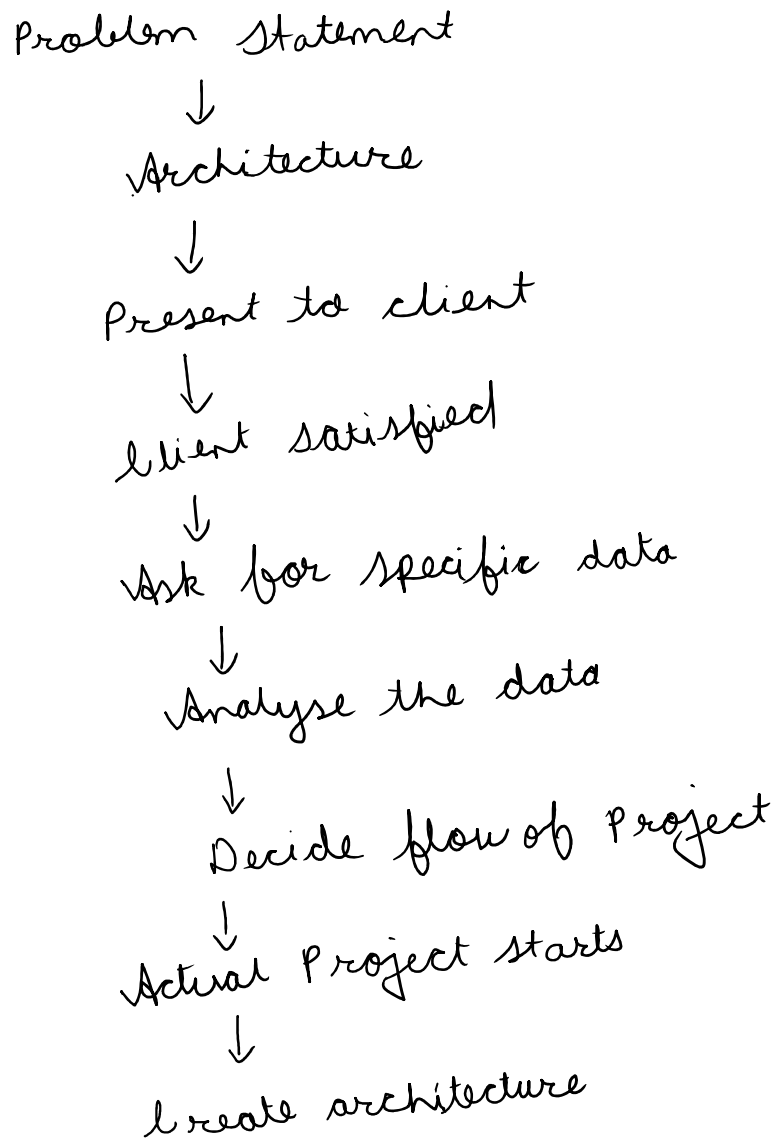 Problem statement
↓
Architecture
↓
Present to client
↓
Client satisfied
↓
Ask for specific data
↓
Analyse the data
↓
Decide flow of Project
↓
Actual Project starts
↓
Create architecture